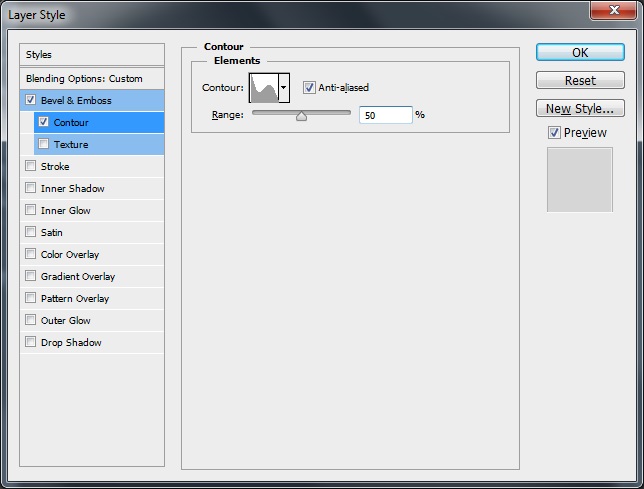 Layer Style
Styles
Blending Options: Custom
Bevel & Emboss
Contour
Texture
Stroke
Inner Shadow
Inner Glow
Satin
Color Overlay
Gradient Overlay
Pattern Overlay
Outer Glow
Drop Shadow
Contour
Elements
Contour: Anti-aliased
Range: 50 %
OK
Reset
New Style...
Preview